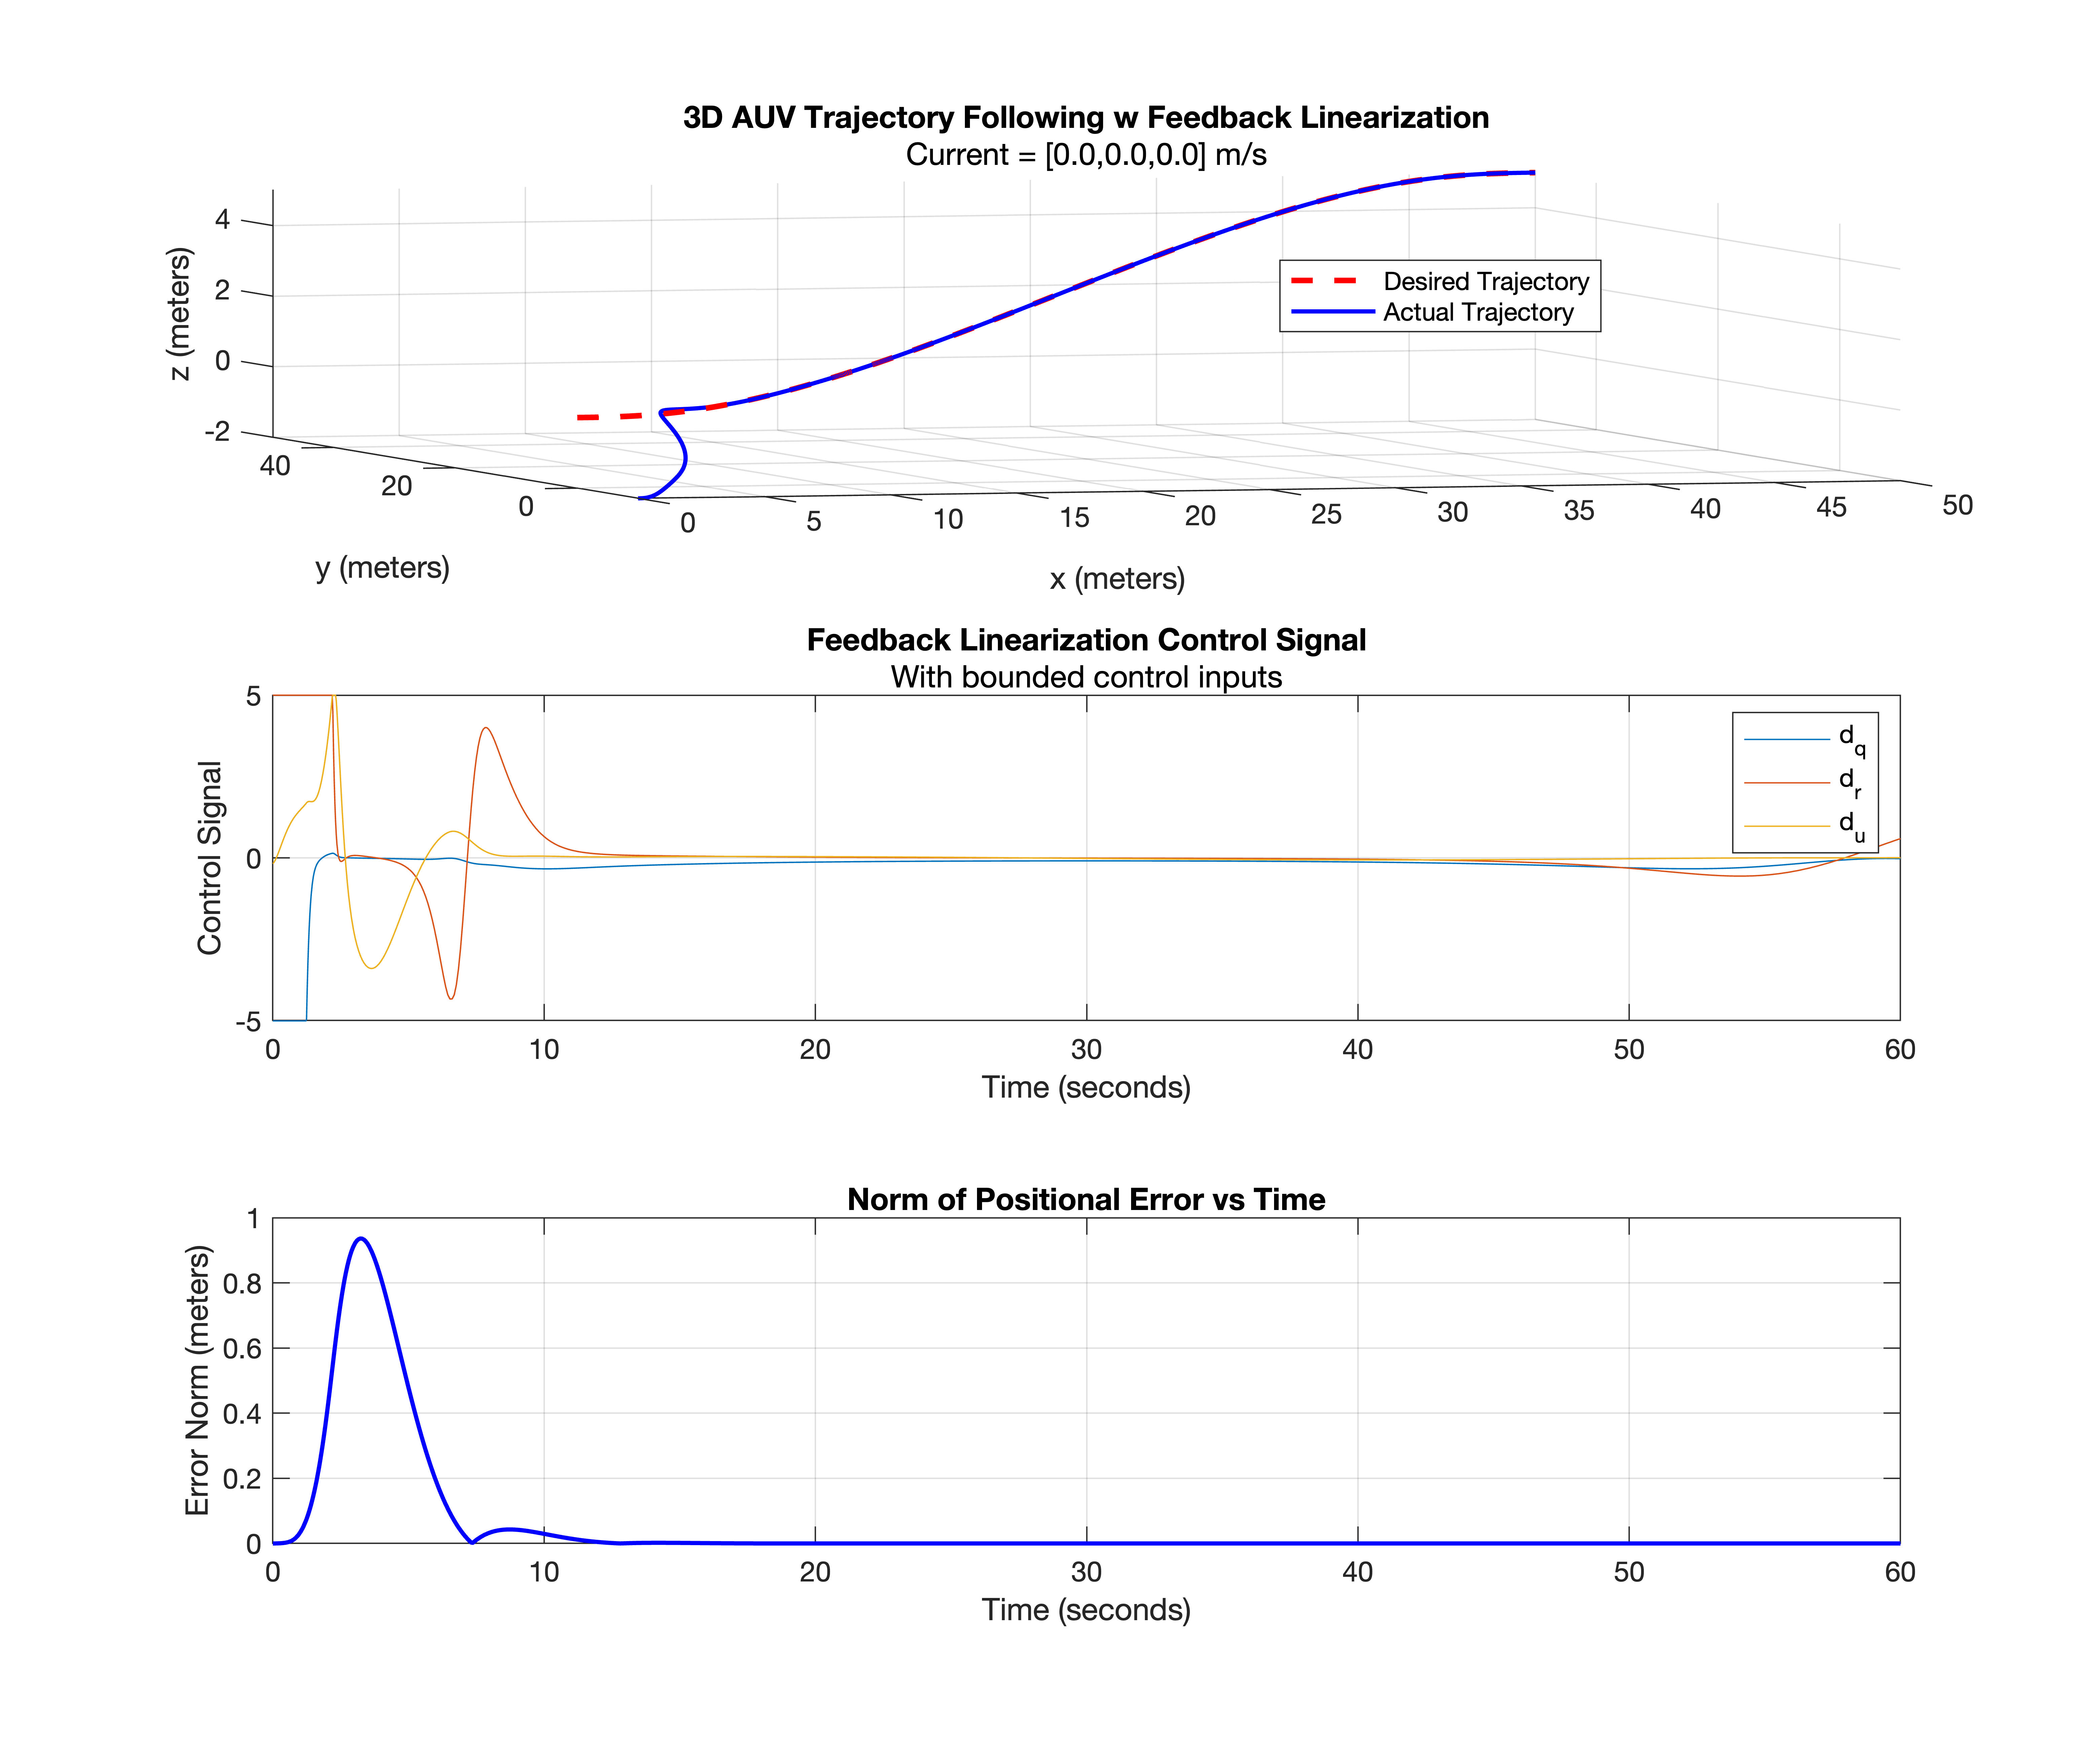 3D AUV Trajectory Following w Feedback Linearization
Current = [0.0,0.0,0.0] m/s
z (meters)
4
2
0
-2
40
20
0
y (meters)
0
5
10
15
20
25
30
35
40
45
50
x (meters)
Desired Trajectory
Actual Trajectory
Feedback Linearization Control Signal
With bounded control inputs
Control Signal
5
0
-5
d_q
d_r
d_u
0
10
20
30
40
50
60
Time (seconds)
Norm of Positional Error vs Time
Error Norm (meters)
1
0.8
0.6
0.4
0.2
0
0
10
20
30
40
50
60
Time (seconds)